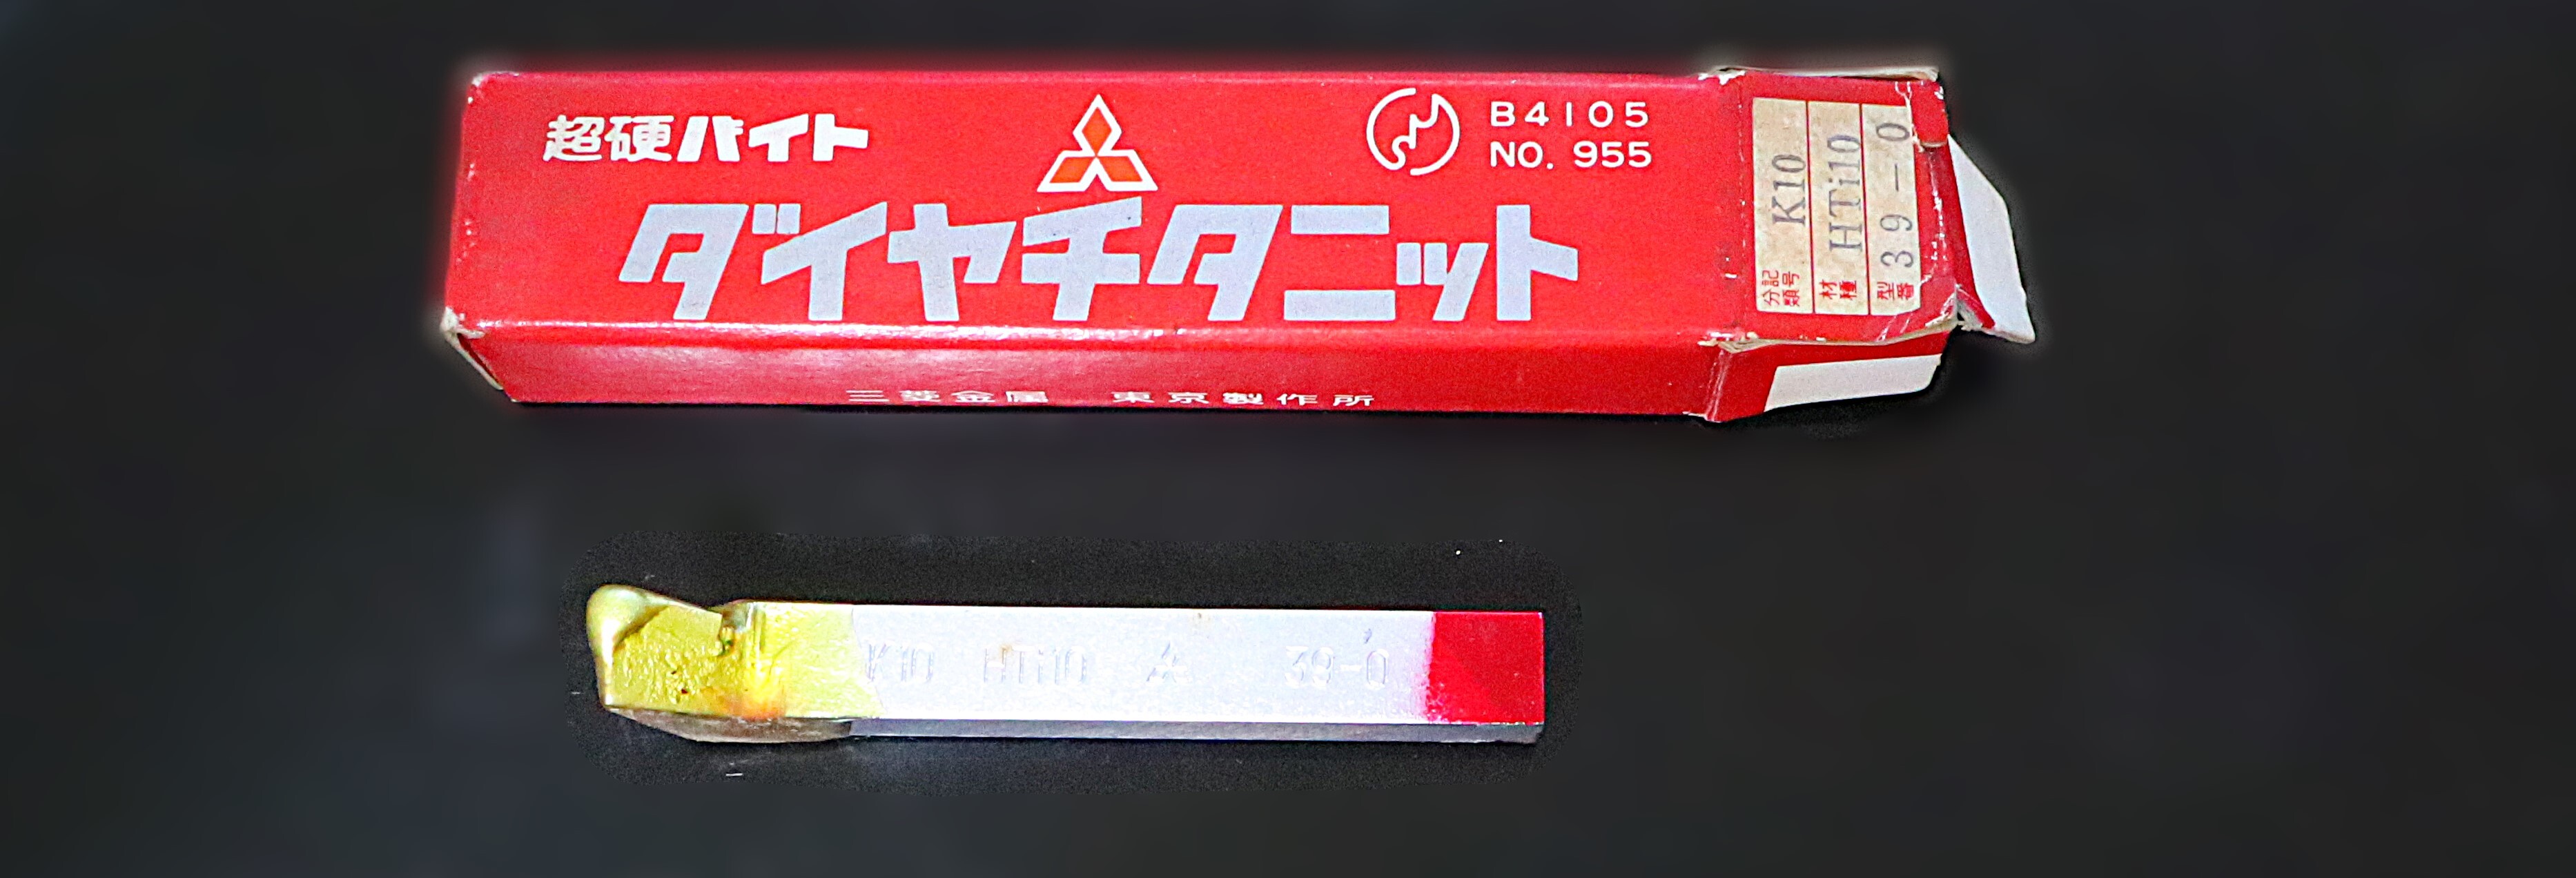 超硬バイト
B4105
NO. 955
ダイヤチタニット
三菱金属 東京製作所
分類記号 K10
材種 HTi10
型番 39-0
K10 HTi10 39-0